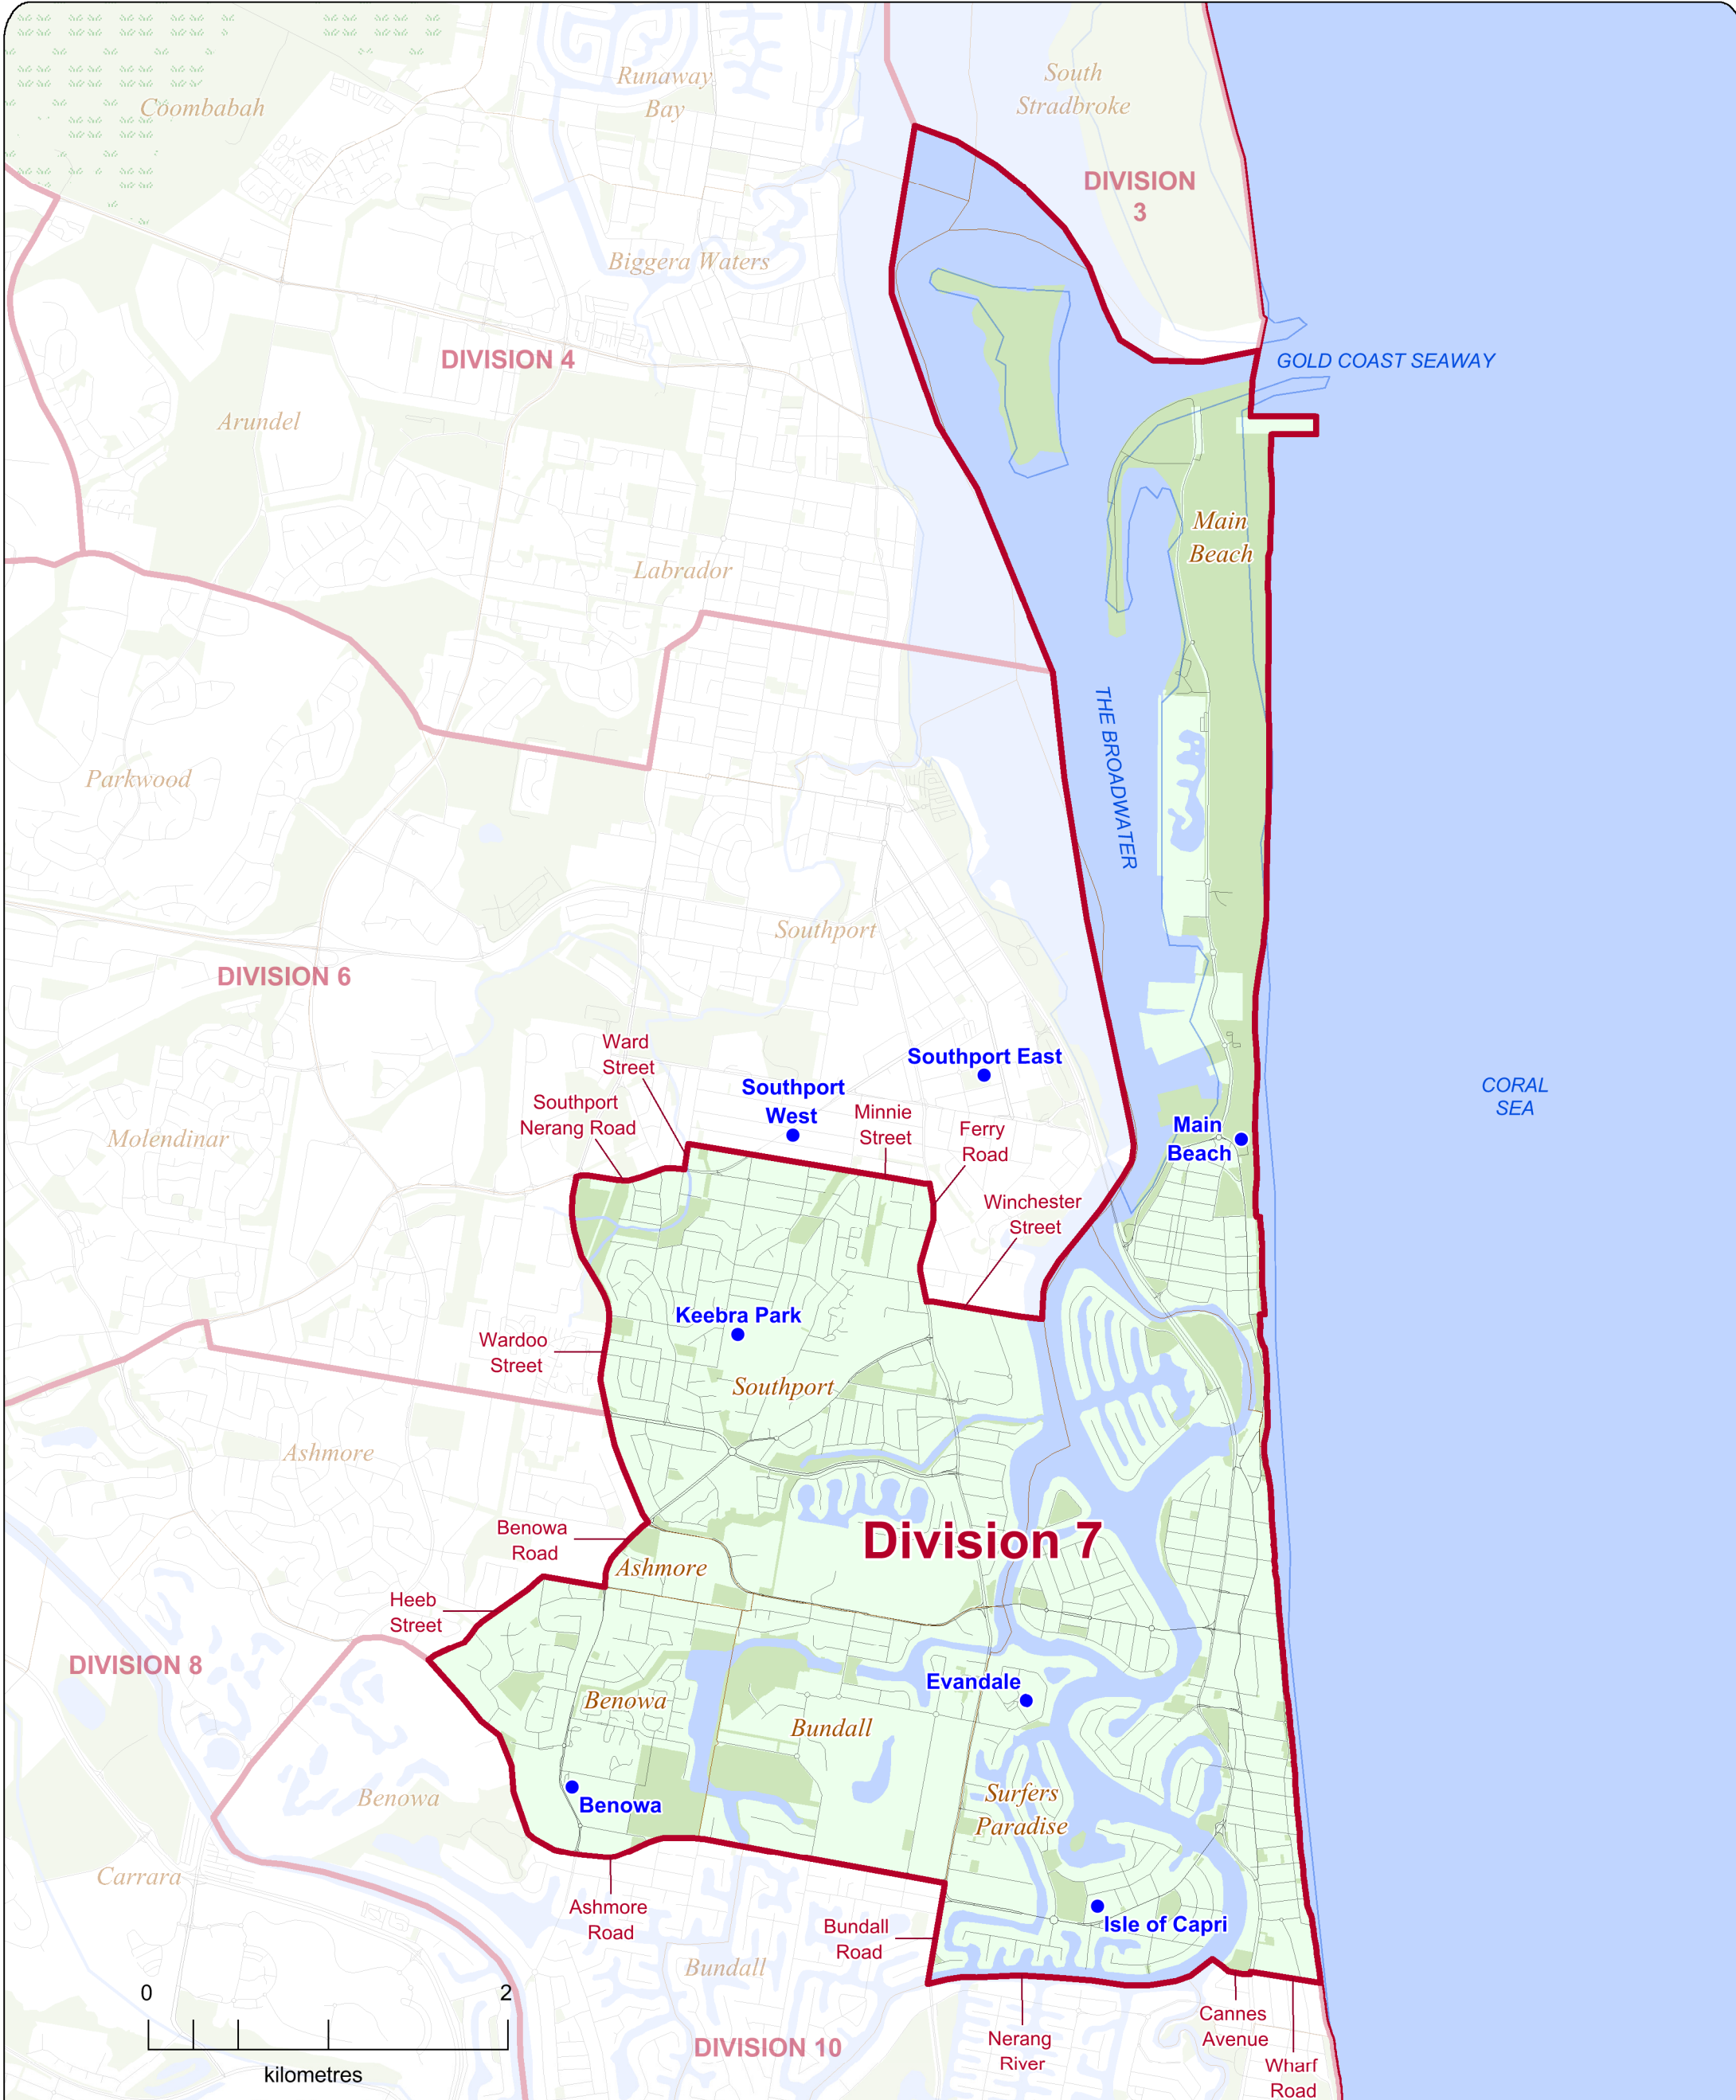 Runaway
Bay
South
Stradbroke
Coombabah
DIVISION
3
Biggera Waters
DIVISION 4
GOLD COAST SEAWAY
Arundel
Main
Beach
Labrador
THE BROADWATER
Parkwood
Southport
DIVISION 6
Ward
Street
Southport East
Southport
West
CORAL
SEA
Southport
Nerang Road
Minnie
Street
Ferry
Road
Main
Beach
Molendinar
Winchester
Street
Keebra Park
Wardoo
Street
Southport
Ashmore
Benowa
Road
Division 7
Ashmore
Heeb
Street
DIVISION 8
Evandale
Benowa
Bundall
Benowa
Surfers
Paradise
Benowa
Carrara
Ashmore
Road
Bundall
Road
Isle of Capri
Bundall
0
2
kilometres
DIVISION 10
Nerang
River
Cannes
Avenue
Wharf
Road